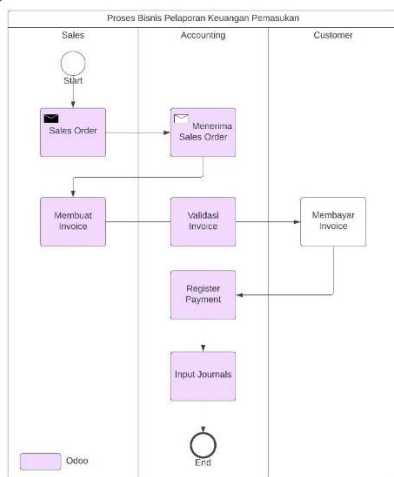 Proses Bisnis Pelaporan Keuangan Pemasukan
Sales
Accounting
Customer
Start
Sales Order
Menerima
Sales Order
Membuat
Invoice
Validasi
Invoice
Membayar
Invoice
Register
Payment
Input Journals
End
Odoo